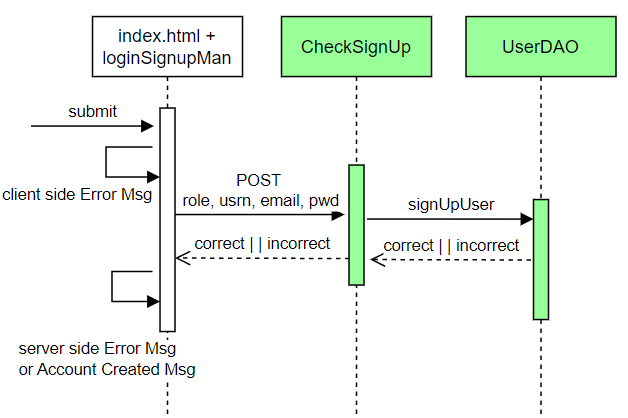 index.html +
loginSignupMan
CheckSignUp
UserDAO
submit
client side Error Msg
POST
role, usrn, email, pwd
signUpUser
correct | | incorrect
correct | | incorrect
server side Error Msg
or Account Created Msg